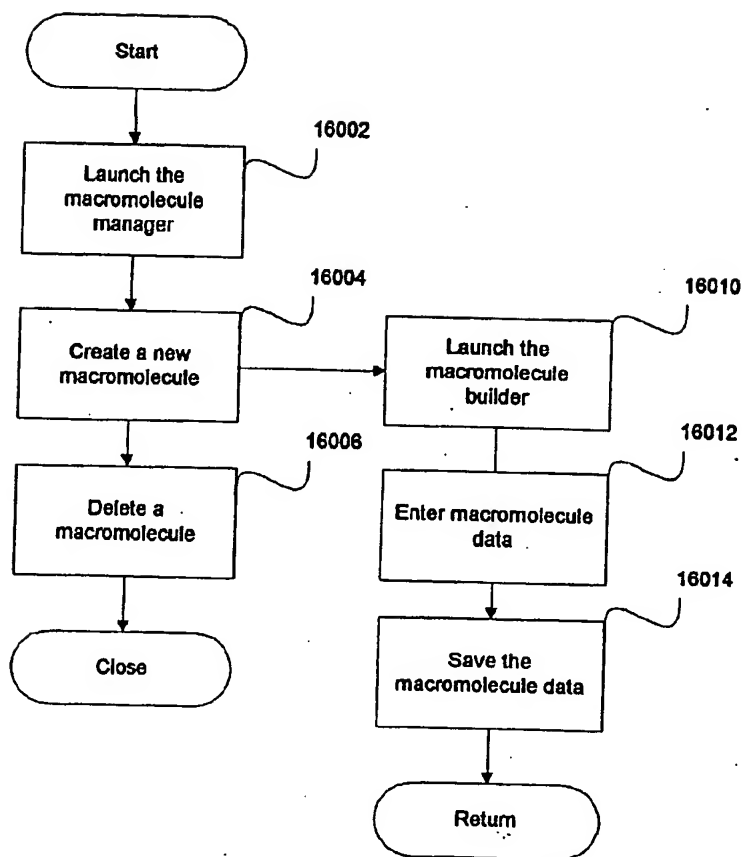 Start
16002
Launch the
macromolecule
manager
16004
Create a new
macromolecule
16006
Delete a
macromolecule
Close
16010
Launch the
macromolecule
builder
16012
Enter macromolecule
data
16014
Save the
macromolecule data
Return